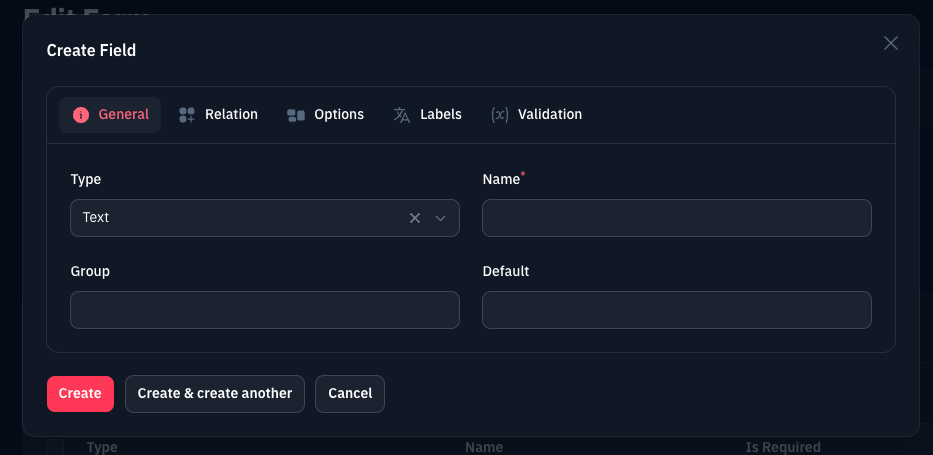 Edit Form
Create Field
General Relation Options Labels Validation
Type Name*
Text
Group Default
Create Create & create another Cancel
Type Name Is Required